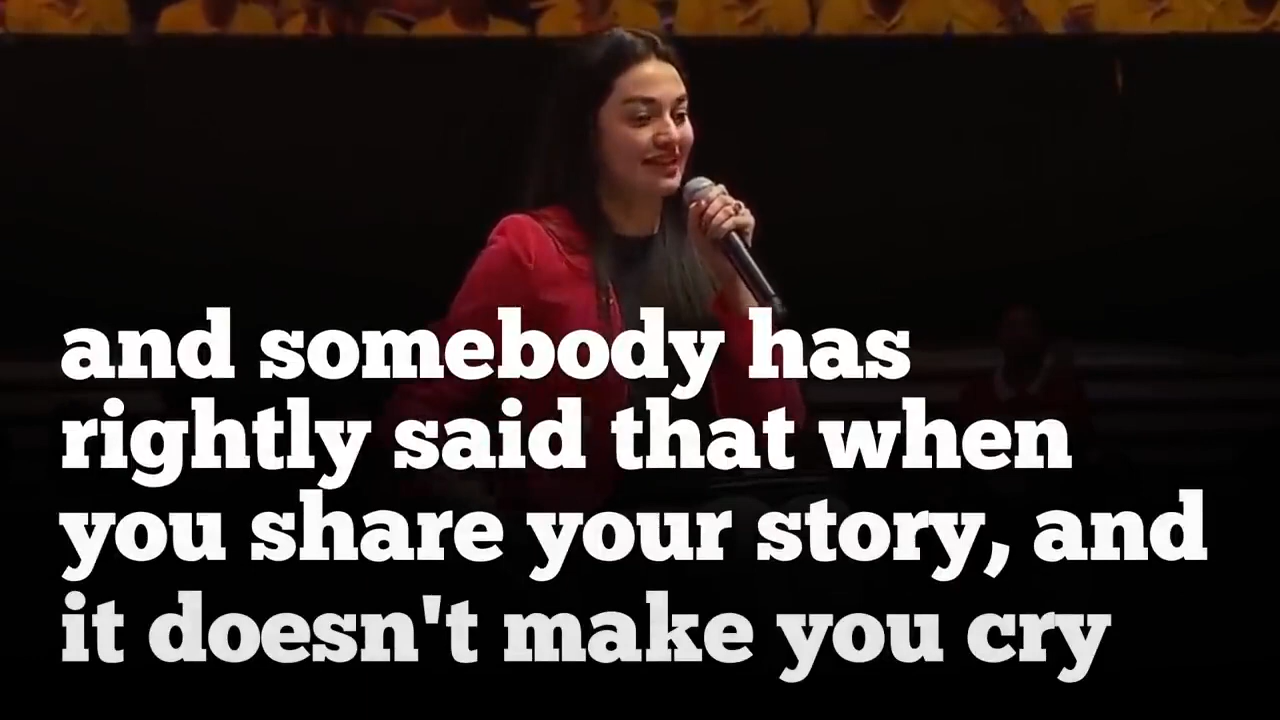 and somebody has
rightly said that when
you share your story, and
it doesn't make you cry